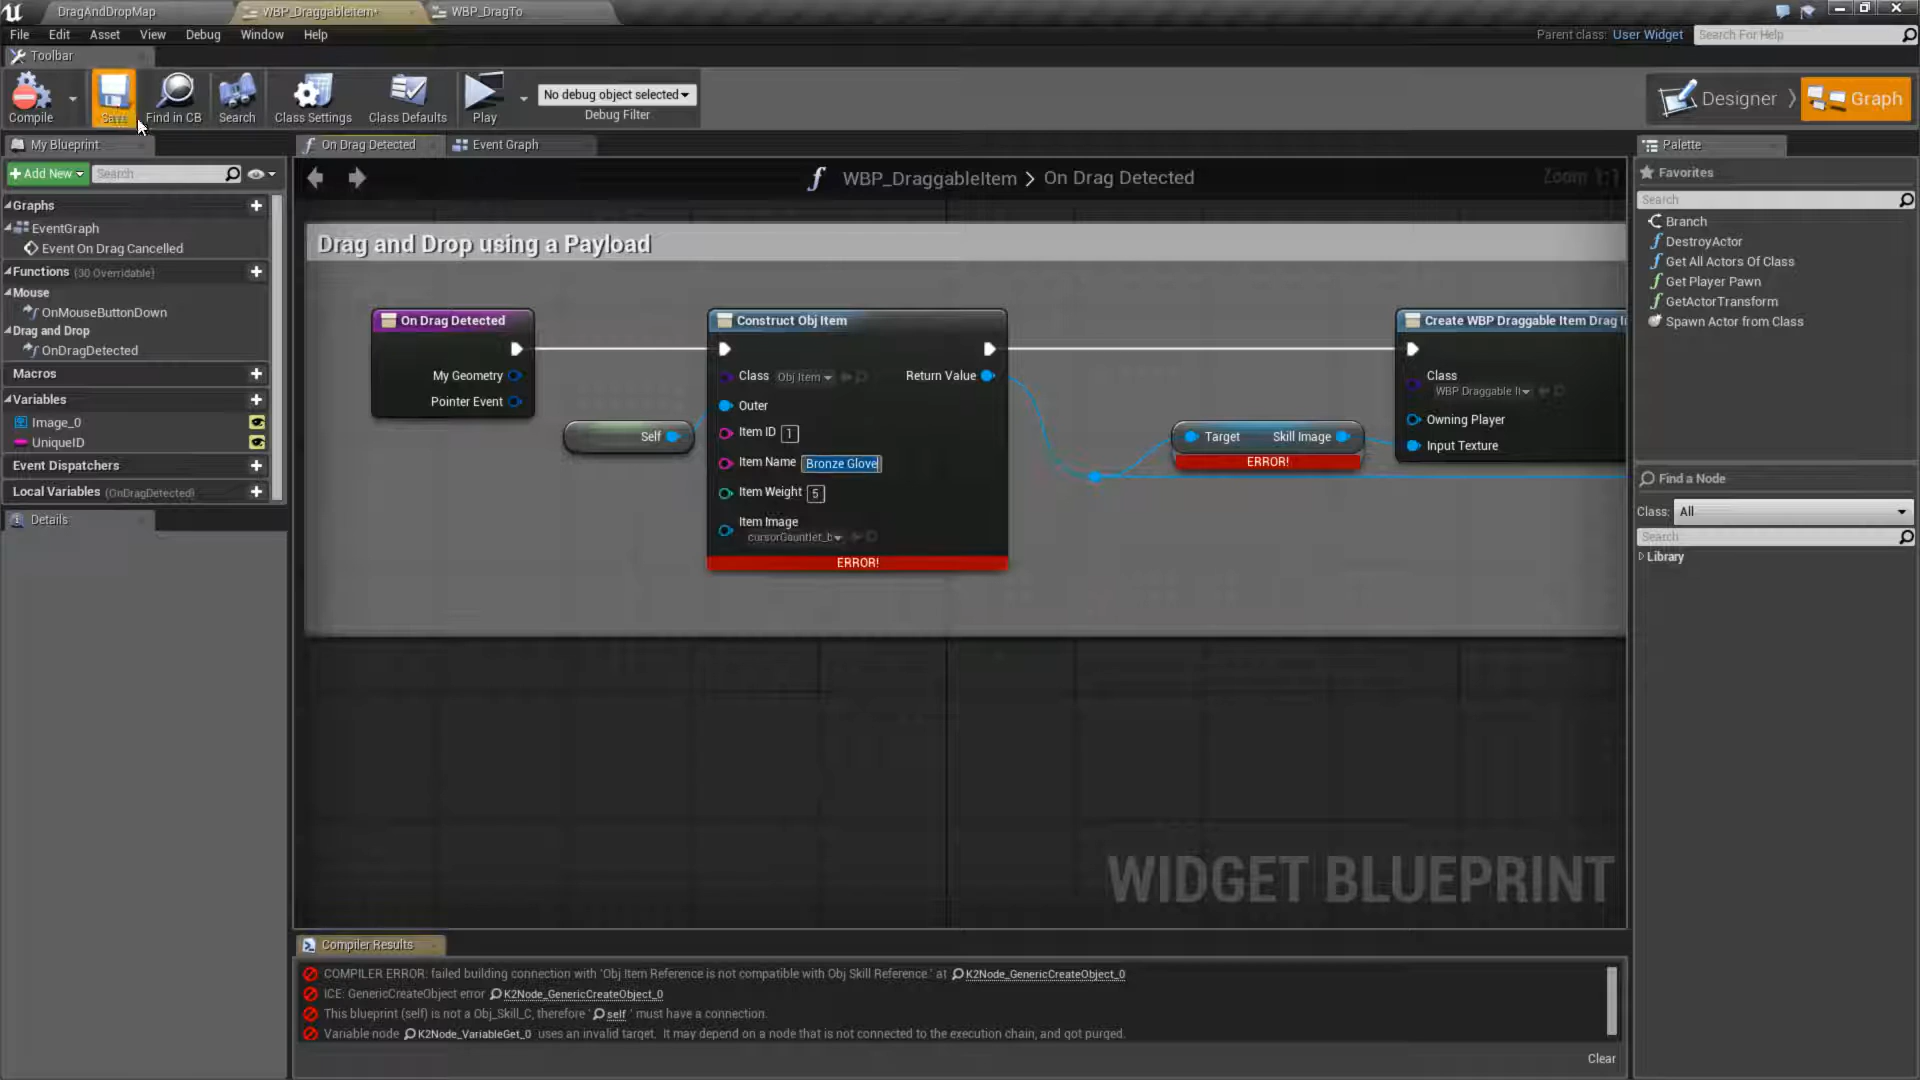 DragAndDropMap
WBP_DraggableItem*
WBP_DragTo
File Edit Asset View Debug Window Help
Parent class: User Widget
Search For Help
Toolbar
Compile
Save
Find in CB
Search
Class Settings
Class Defaults
Play
No debug object selected
Debug Filter
Designer
Graph
My Blueprint
On Drag Detected
Event Graph
Palette
Add New
Search
WBP_DraggableItem > On Drag Detected
Zoom 1:1
Favorites
Search
Graphs
EventGraph
Event On Drag Cancelled
Functions (30 Overridable)
Mouse
OnMouseButtonDown
Drag and Drop
OnDragDetected
Macros
Variables
Image_0
UniqueID
Event Dispatchers
Local Variables (OnDragDetected)
Details
Drag and Drop using a Payload
On Drag Detected
My Geometry
Pointer Event
Self
Construct Obj Item
Class Obj Item
Return Value
Outer
Item ID 1
Item Name Bronze Glove
Item Weight 5
Item Image
cursorGauntlet_b
ERROR!
Target Skill Image
ERROR!
Create WBP Draggable Item Drag I
Class
WBP Draggable It
Owning Player
Input Texture
WIDGET BLUEPRINT
Branch
DestroyActor
Get All Actors Of Class
Get Player Pawn
GetActorTransform
Spawn Actor from Class
Find a Node
Class: All
Search
Library
Compiler Results
COMPILER ERROR: failed building connection with 'Obj Item Reference is not compatible with Obj Skill Reference.' at K2Node_GenericCreateObject_0
ICE: GenericCreateObject error K2Node_GenericCreateObject_0
This blueprint (self) is not a Obj_Skill_C, therefore ' self ' must have a connection.
Variable node K2Node_VariableGet_0 uses an invalid target. It may depend on a node that is not connected to the execution chain, and got purged.
Clear